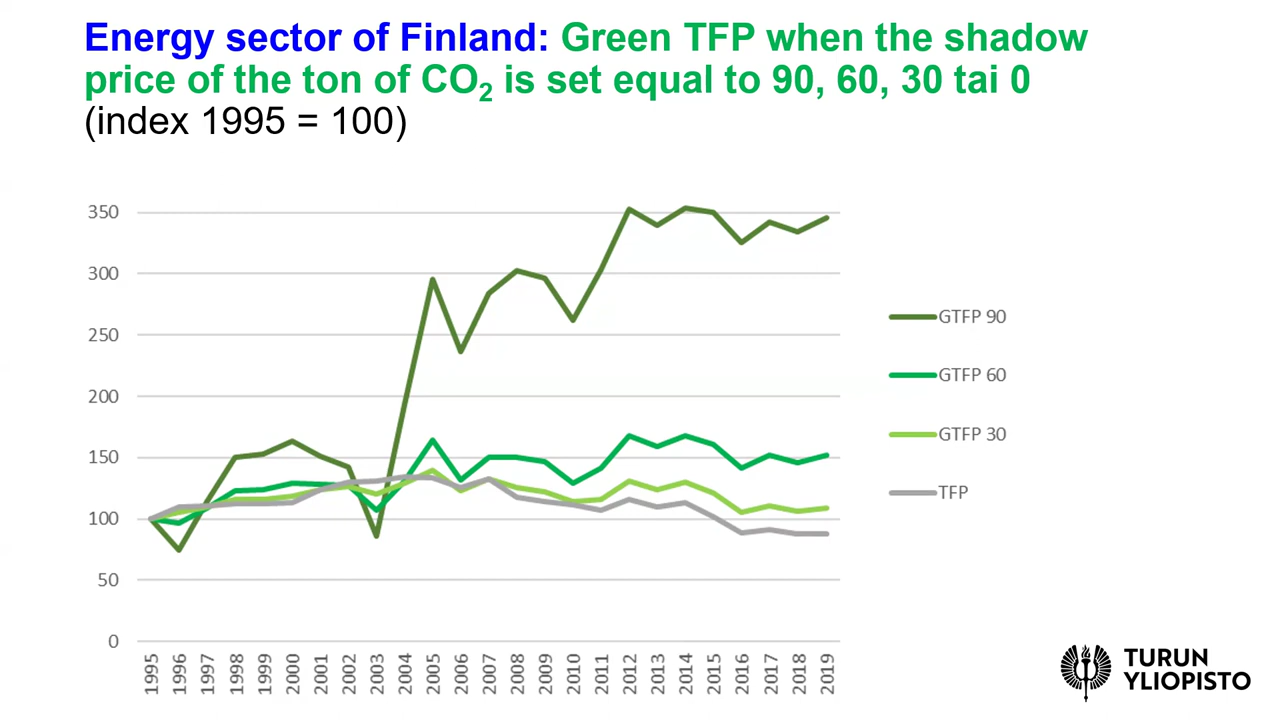 Energy sector of Finland: Green TFP when the shadow
price of the ton of CO₂ is set equal to 90, 60, 30 tai 0
(index 1995 = 100)
350
300
250
200
150
100
50
0
1995 1996 1997 1998 1999 2000 2001 2002 2003 2004 2005 2006 2007 2008 2009 2010 2011 2012 2013 2014 2015 2016 2017 2018 2019
GTFP 90
GTFP 60
GTFP 30
TFP
TURUN
YLIOPISTO